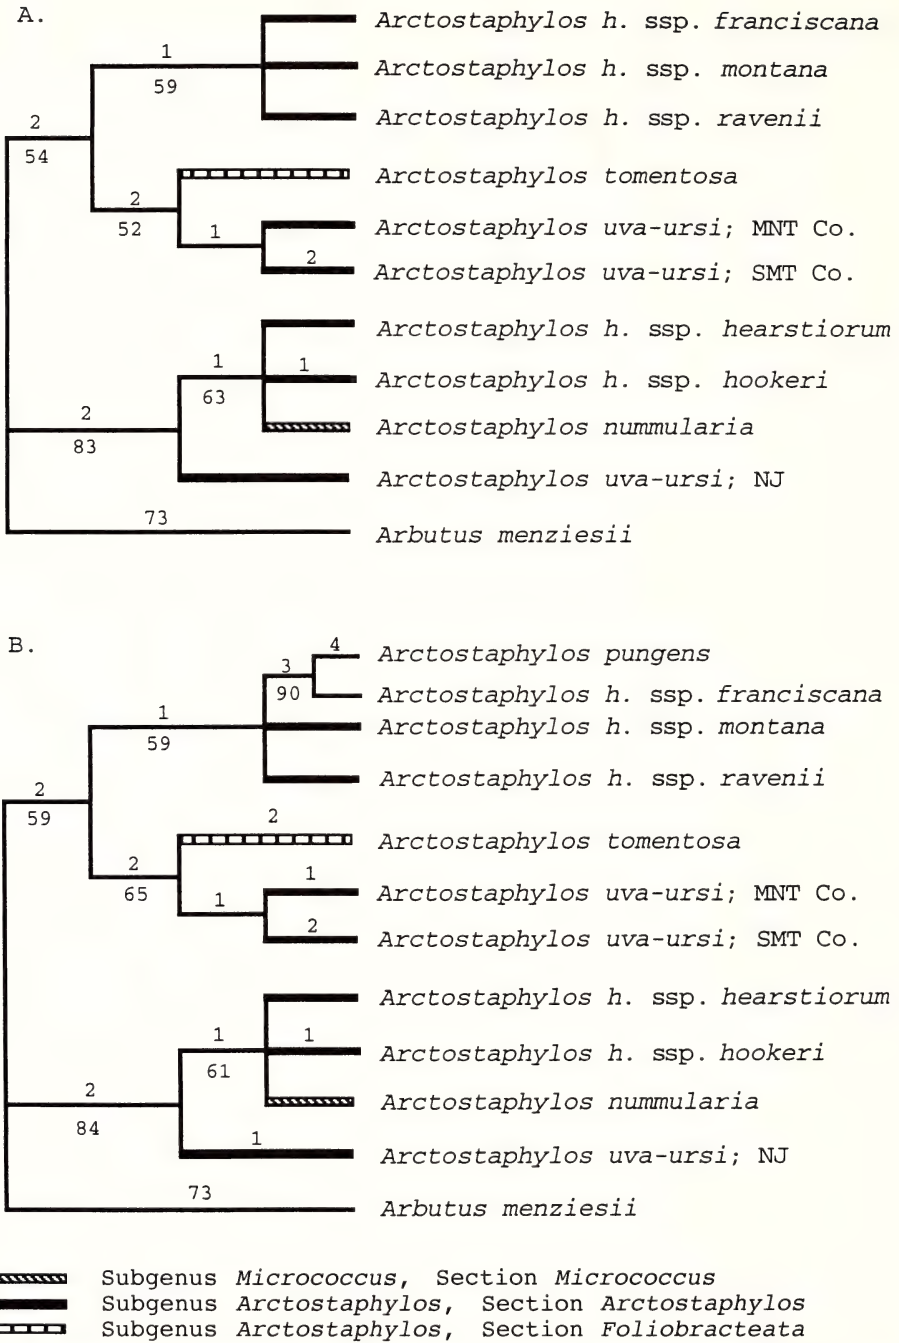 A.
Arctostaphylos h. ssp. franciscana
1
Arctostaphylos h. ssp. montana
59
Arctostaphylos h. ssp. ravenii
2
54
Arctostaphylos tomentosa
2
52
1
Arctostaphylos uva-ursi; MNT Co.
2
Arctostaphylos uva-ursi; SMT Co.
Arctostaphylos h. ssp. hearstiorum
1
1
Arctostaphylos h. ssp. hookeri
63
2
83
Arctostaphylos nummularia
Arctostaphylos uva-ursi; NJ
73
Arbutus menziesii
B.
4
Arctostaphylos pungens
3
90
Arctostaphylos h. ssp. franciscana
1
Arctostaphylos h. ssp. montana
59
Arctostaphylos h. ssp. ravenii
2
59
2
Arctostaphylos tomentosa
2
65
1
1
Arctostaphylos uva-ursi; MNT Co.
2
Arctostaphylos uva-ursi; SMT Co.
Arctostaphylos h. ssp. hearstiorum
1
1
Arctostaphylos h. ssp. hookeri
61
2
84
Arctostaphylos nummularia
1
Arctostaphylos uva-ursi; NJ
73
Arbutus menziesii
Subgenus Micrococcus, Section Micrococcus
Subgenus Arctostaphylos, Section Arctostaphylos
Subgenus Arctostaphylos, Section Foliobracteata